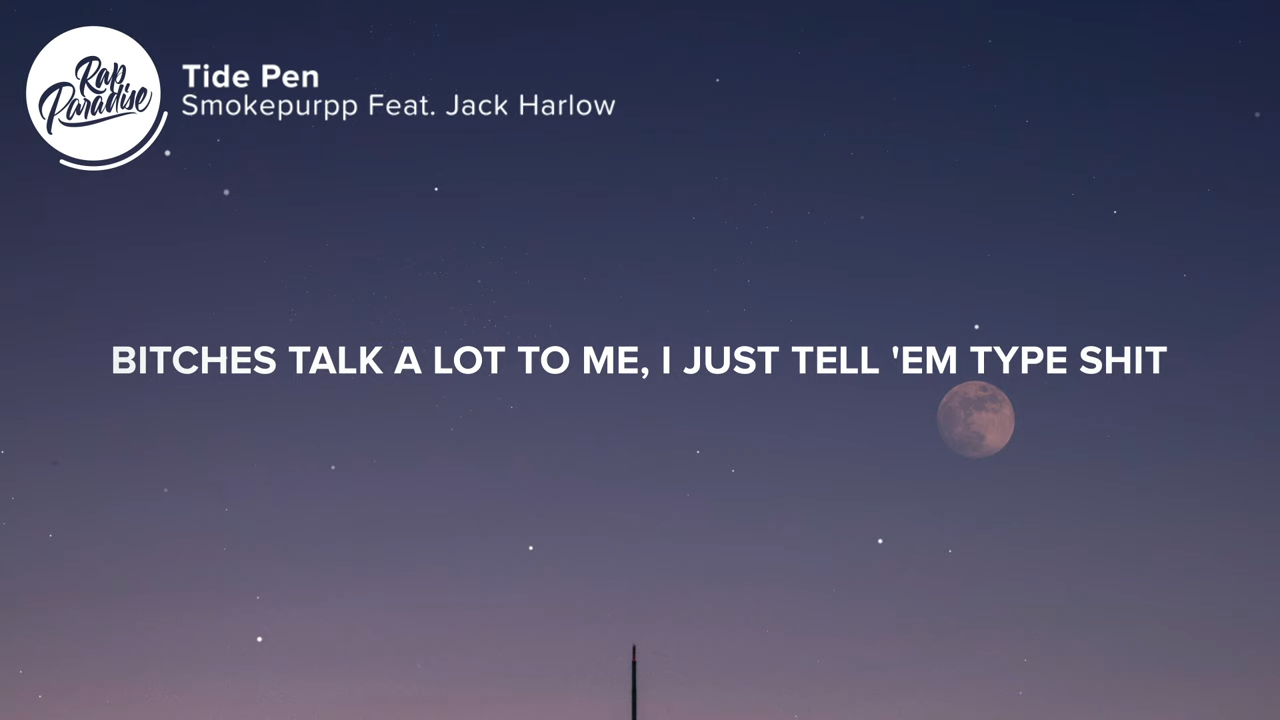 Rap
Paradise
Tide Pen
Smokepurpp Feat. Jack Harlow
BITCHES TALK A LOT TO ME, I JUST TELL 'EM TYPE SHIT